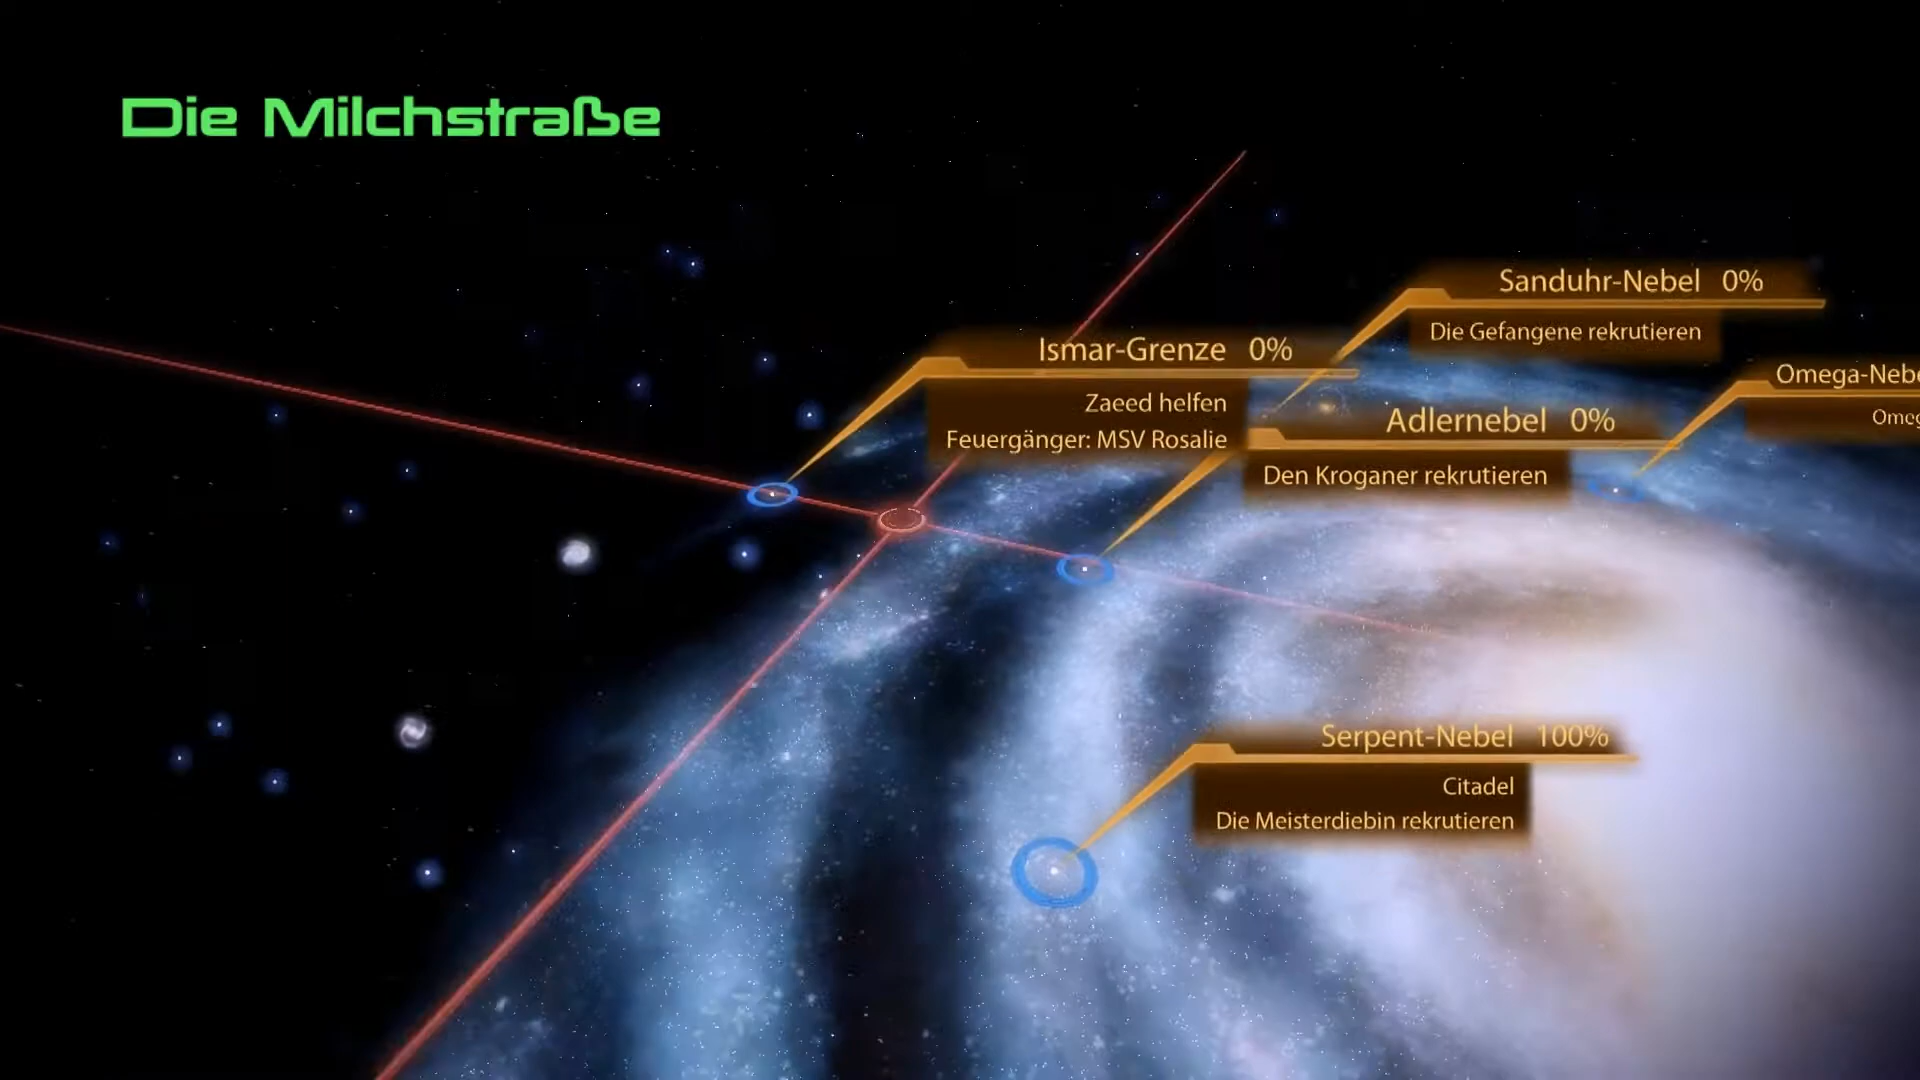 Die Milchstraße
Sanduhr-Nebel 0%
Die Gefangene rekrutieren
Ismar-Grenze 0%
Zaeed helfen
Feuergänger: MSV Rosalie
Adlernebel 0%
Den Kroganer rekrutieren
Serpent-Nebel 100%
Citadel
Die Meisterdiebin rekrutieren